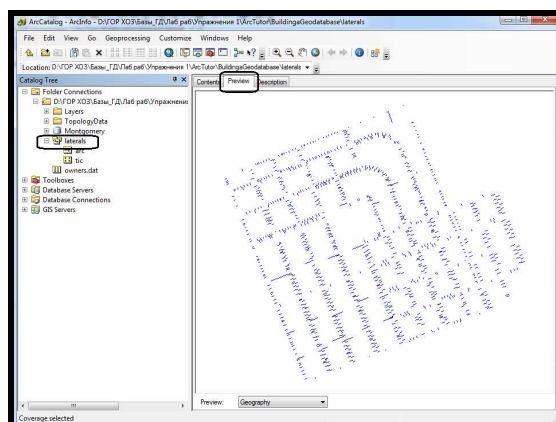 ArcCatalog - ArcInfo - D:\ГОР ХОЗ\Базы_ГД\Лаб раб\Упражнения 1\ArcTutor\BuildingaGeodatabase\laterals
File Edit View Go Geoprocessing Customize Windows Help
Location: D:\ГОР ХОЗ\Базы_ГД\Лаб раб\Упражнения 1\ArcTutor\BuildingaGeodatabase\laterals
Catalog Tree
Contents Preview Description
Folder Connections
D:\ГОР ХОЗ\Базы_ГД\Лаб раб\Упражнени
Layers
TopologyData
Montgomery
laterals
arc
tic
owners.dat
Toolboxes
Database Servers
Database Connections
GIS Servers
Preview: Geography
Coverage selected